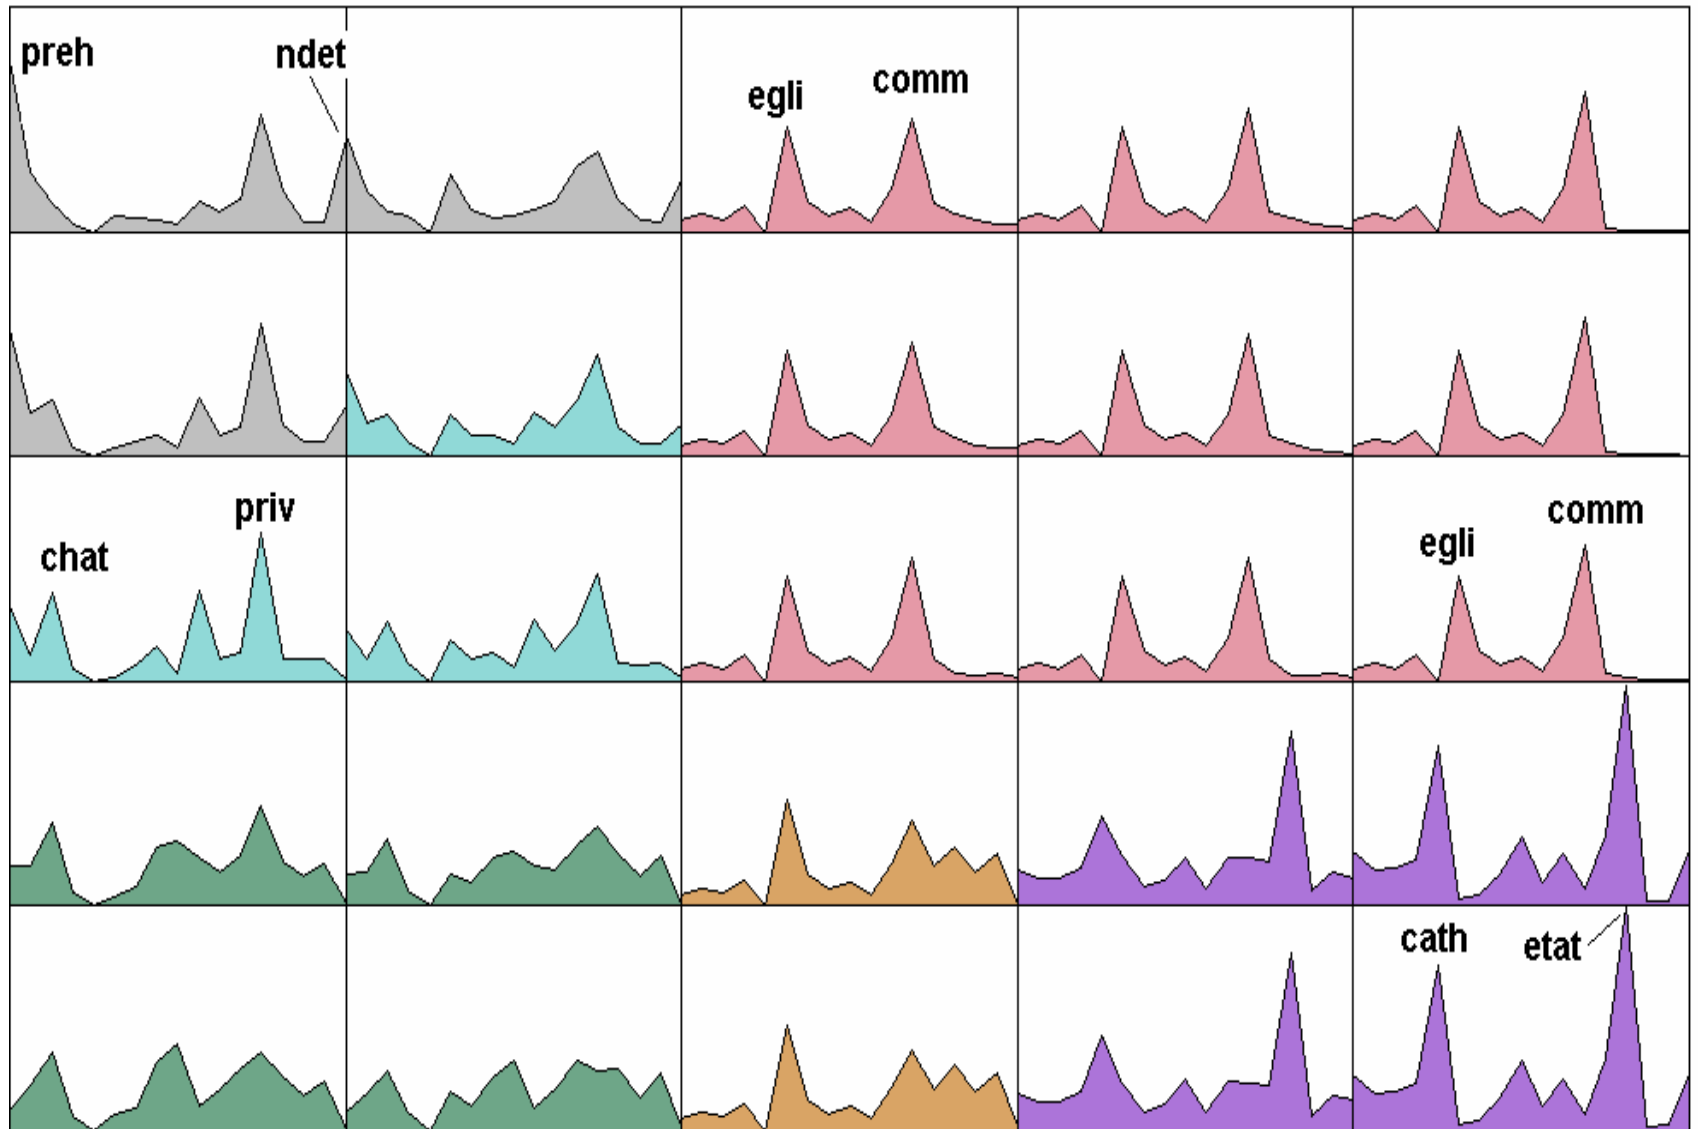 preh
ndet
egli
comm
chat
priv
egli
comm
cath
etat